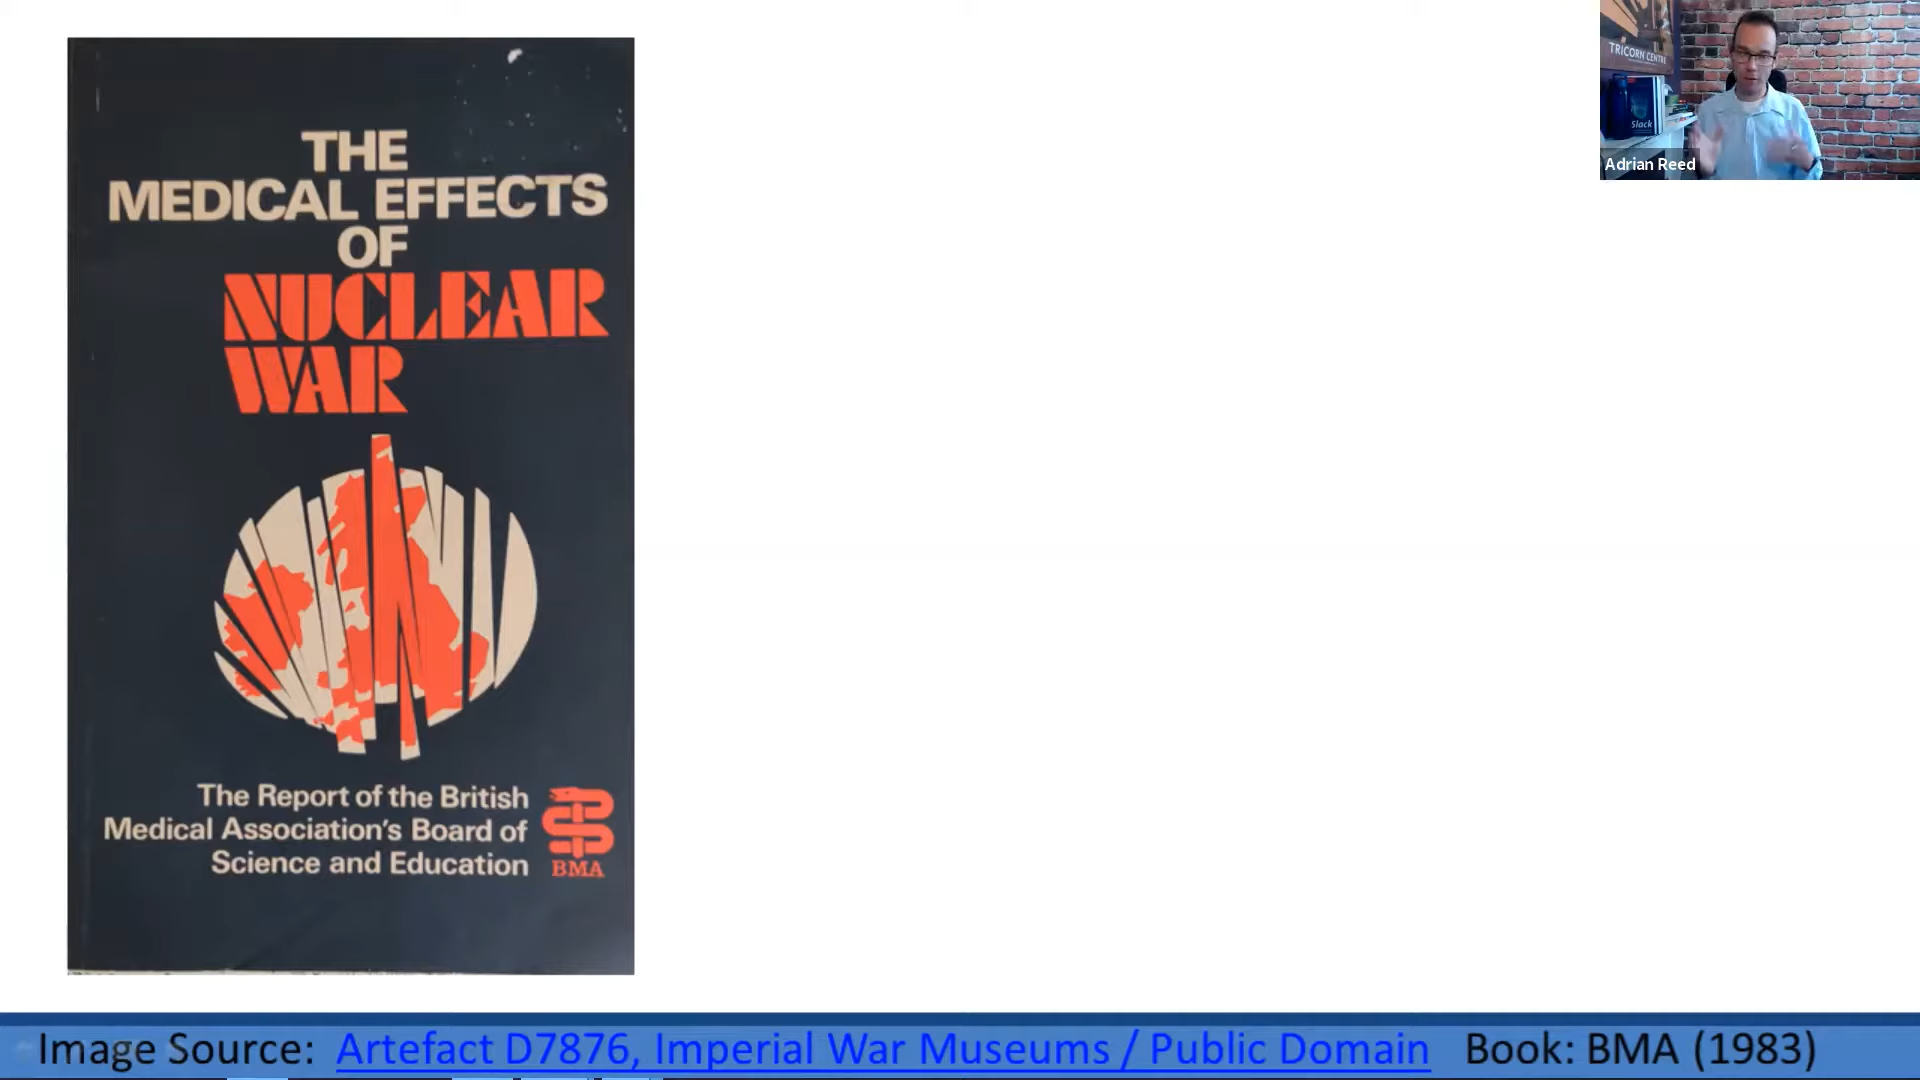 THE
MEDICAL EFFECTS
OF
NUCLEAR
WAR
The Report of the British
Medical Association's Board of
Science and Education
BMA
TRICORN CENTRE
Slack
Adrian Reed
Image Source: Artefact D7876, Imperial War Museums / Public Domain Book: BMA (1983)